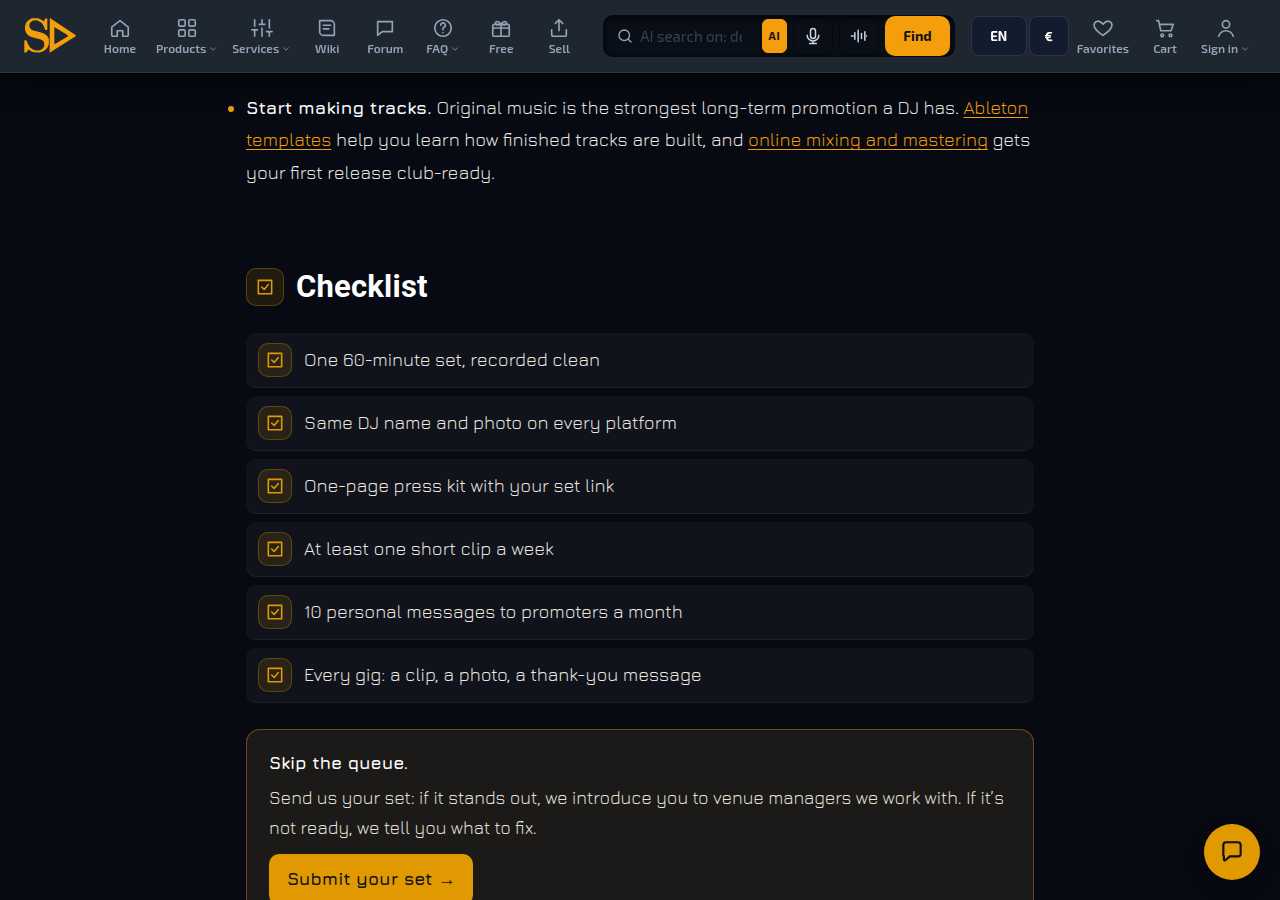 SD
Home
Products
Services
Wiki
Forum
FAQ
Free
Sell
AI search on:
AI
Find
EN
€
Favorites
Cart
Sign in
Start making tracks. Original music is the strongest long-term promotion a DJ has. Ableton
templates help you learn how finished tracks are built, and online mixing and mastering gets
your first release club-ready.
Checklist
One 60-minute set, recorded clean
Same DJ name and photo on every platform
One-page press kit with your set link
At least one short clip a week
10 personal messages to promoters a month
Every gig: a clip, a photo, a thank-you message
Skip the queue.
Send us your set: if it stands out, we introduce you to venue managers we work with. If it’s
not ready, we tell you what to fix.
Submit your set →